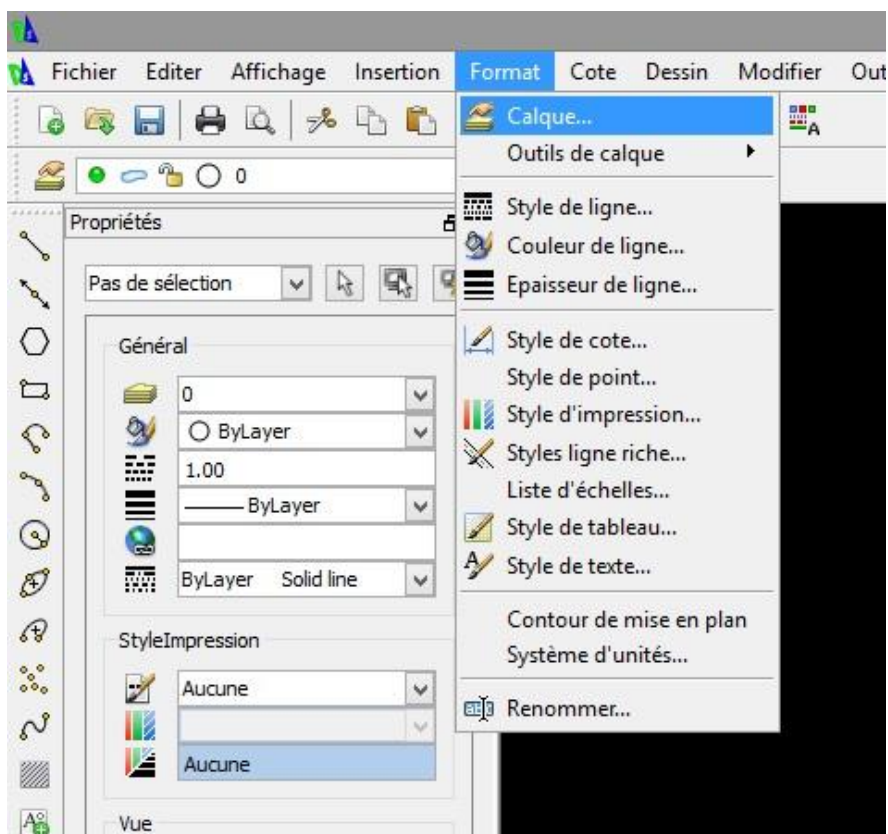 Fichier Editer Affichage Insertion Format Cote Dessin Modifier Out
Calque...
Outils de calque
0
Style de ligne...
Couleur de ligne...
Epaisseur de ligne...
Style de cote...
Style de point...
Style d'impression...
Styles ligne riche...
Liste d'échelles...
Style de tableau...
Style de texte...
Contour de mise en plan
Système d'unités...
Renommer...
Propriétés
Pas de sélection
Général
0
ByLayer
1.00
ByLayer
ByLayer Solid line
StyleImpression
Aucune
Aucune
Vue